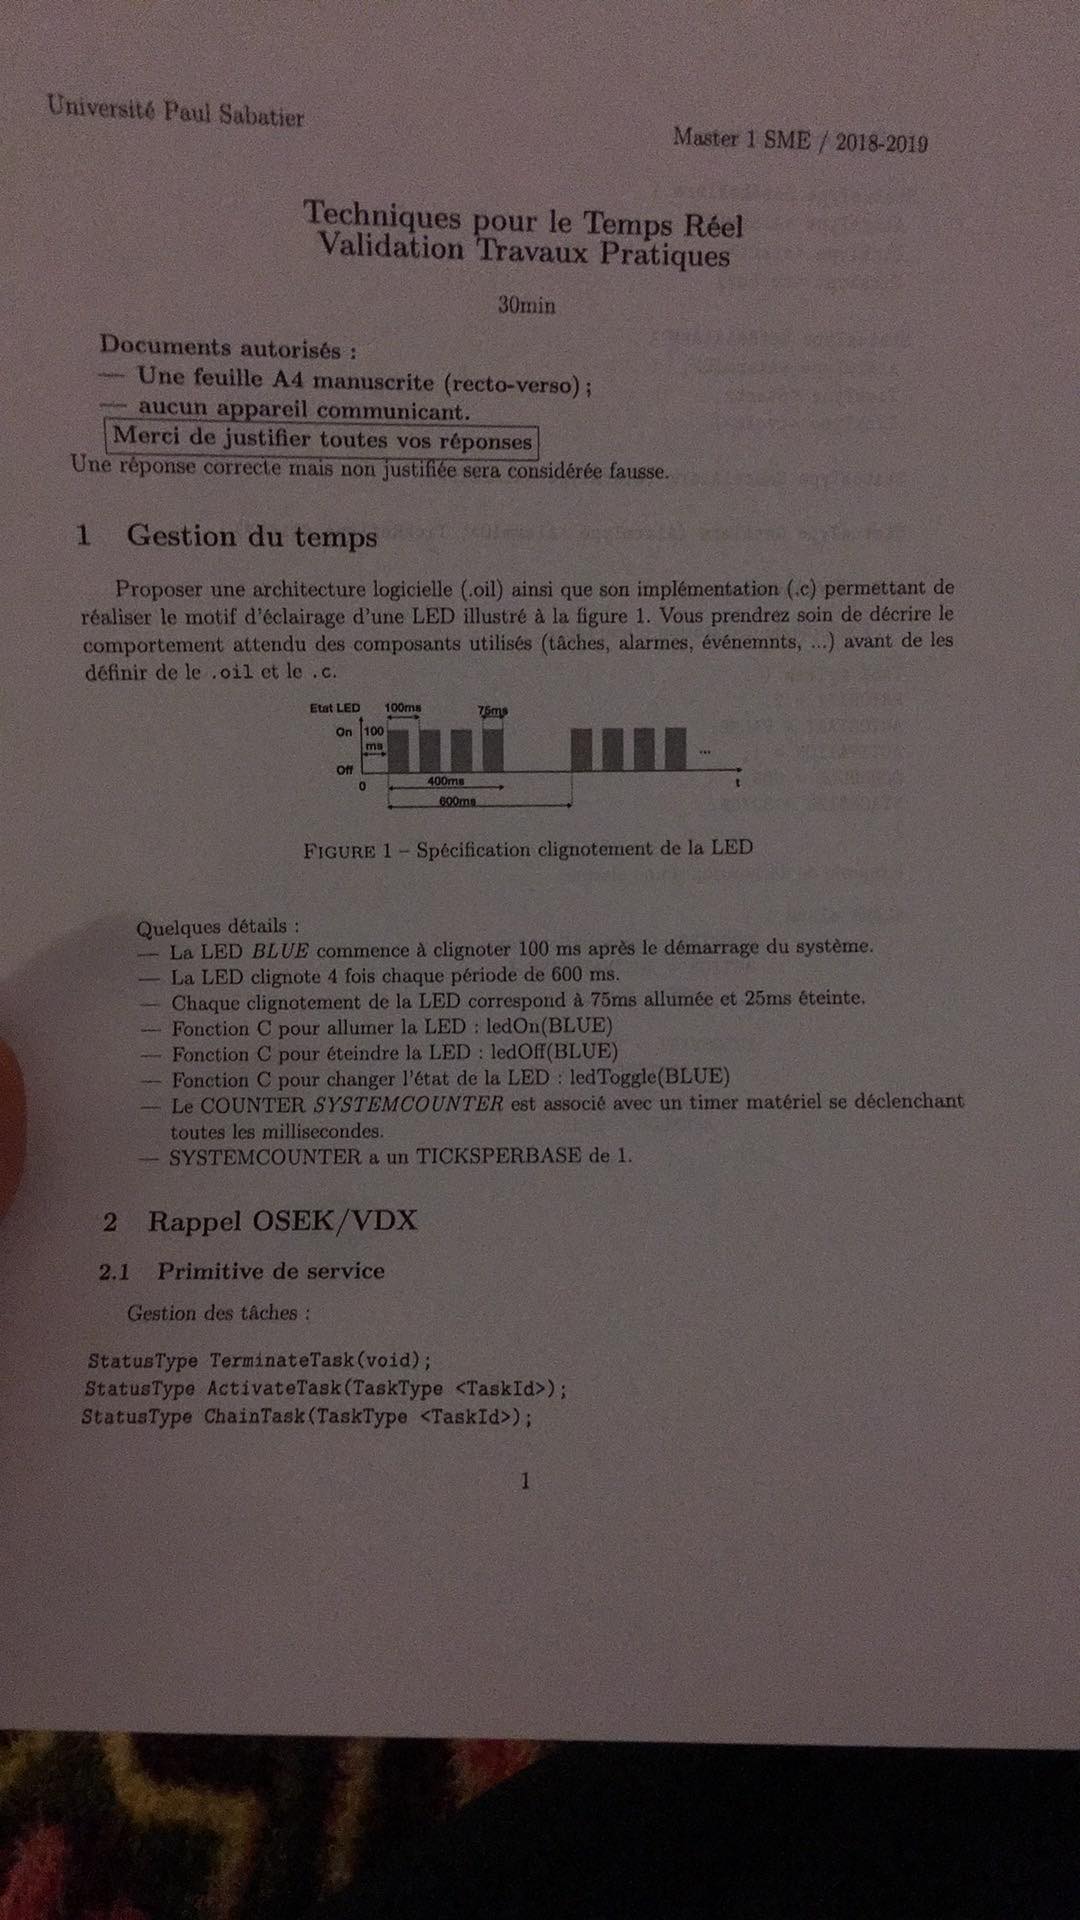 Université Paul Sabatier
Master 1 SME / 2018-2019
Techniques pour le Temps Réel
Validation Travaux Pratiques
30min
Documents autorisés :
— Une feuille A4 manuscrite (recto-verso) ;
— aucun appareil communicant.
Merci de justifier toutes vos réponses
Une réponse correcte mais non justifiée sera considérée fausse.
1 Gestion du temps
Proposer une architecture logicielle (.oil) ainsi que son implémentation (.c) permettant de
réaliser le motif d'éclairage d'une LED illustré à la figure 1. Vous prendrez soin de décrire le
comportement attendu des composants utilisés (tâches, alarmes, événemnts, ...) avant de les
définir de le .oil et le .c.
Etat LED 100ms 75ms
On 100
ms
...
Off
400ms
0 t
600ms
FIGURE 1 – Spécification clignotement de la LED
Quelques détails :
— La LED BLUE commence à clignoter 100 ms après le démarrage du système.
— La LED clignote 4 fois chaque période de 600 ms.
— Chaque clignotement de la LED correspond à 75ms allumée et 25ms éteinte.
— Fonction C pour allumer la LED : ledOn(BLUE)
— Fonction C pour éteindre la LED : ledOff(BLUE)
— Fonction C pour changer l'état de la LED : ledToggle(BLUE)
— Le COUNTER SYSTEMCOUNTER est associé avec un timer matériel se déclenchant
toutes les millisecondes.
— SYSTEMCOUNTER a un TICKSPERBASE de 1.
2 Rappel OSEK/VDX
2.1 Primitive de service
Gestion des tâches :
StatusType TerminateTask(void);
StatusType ActivateTask(TaskType <TaskId>);
StatusType ChainTask(TaskType <TaskId>);
1